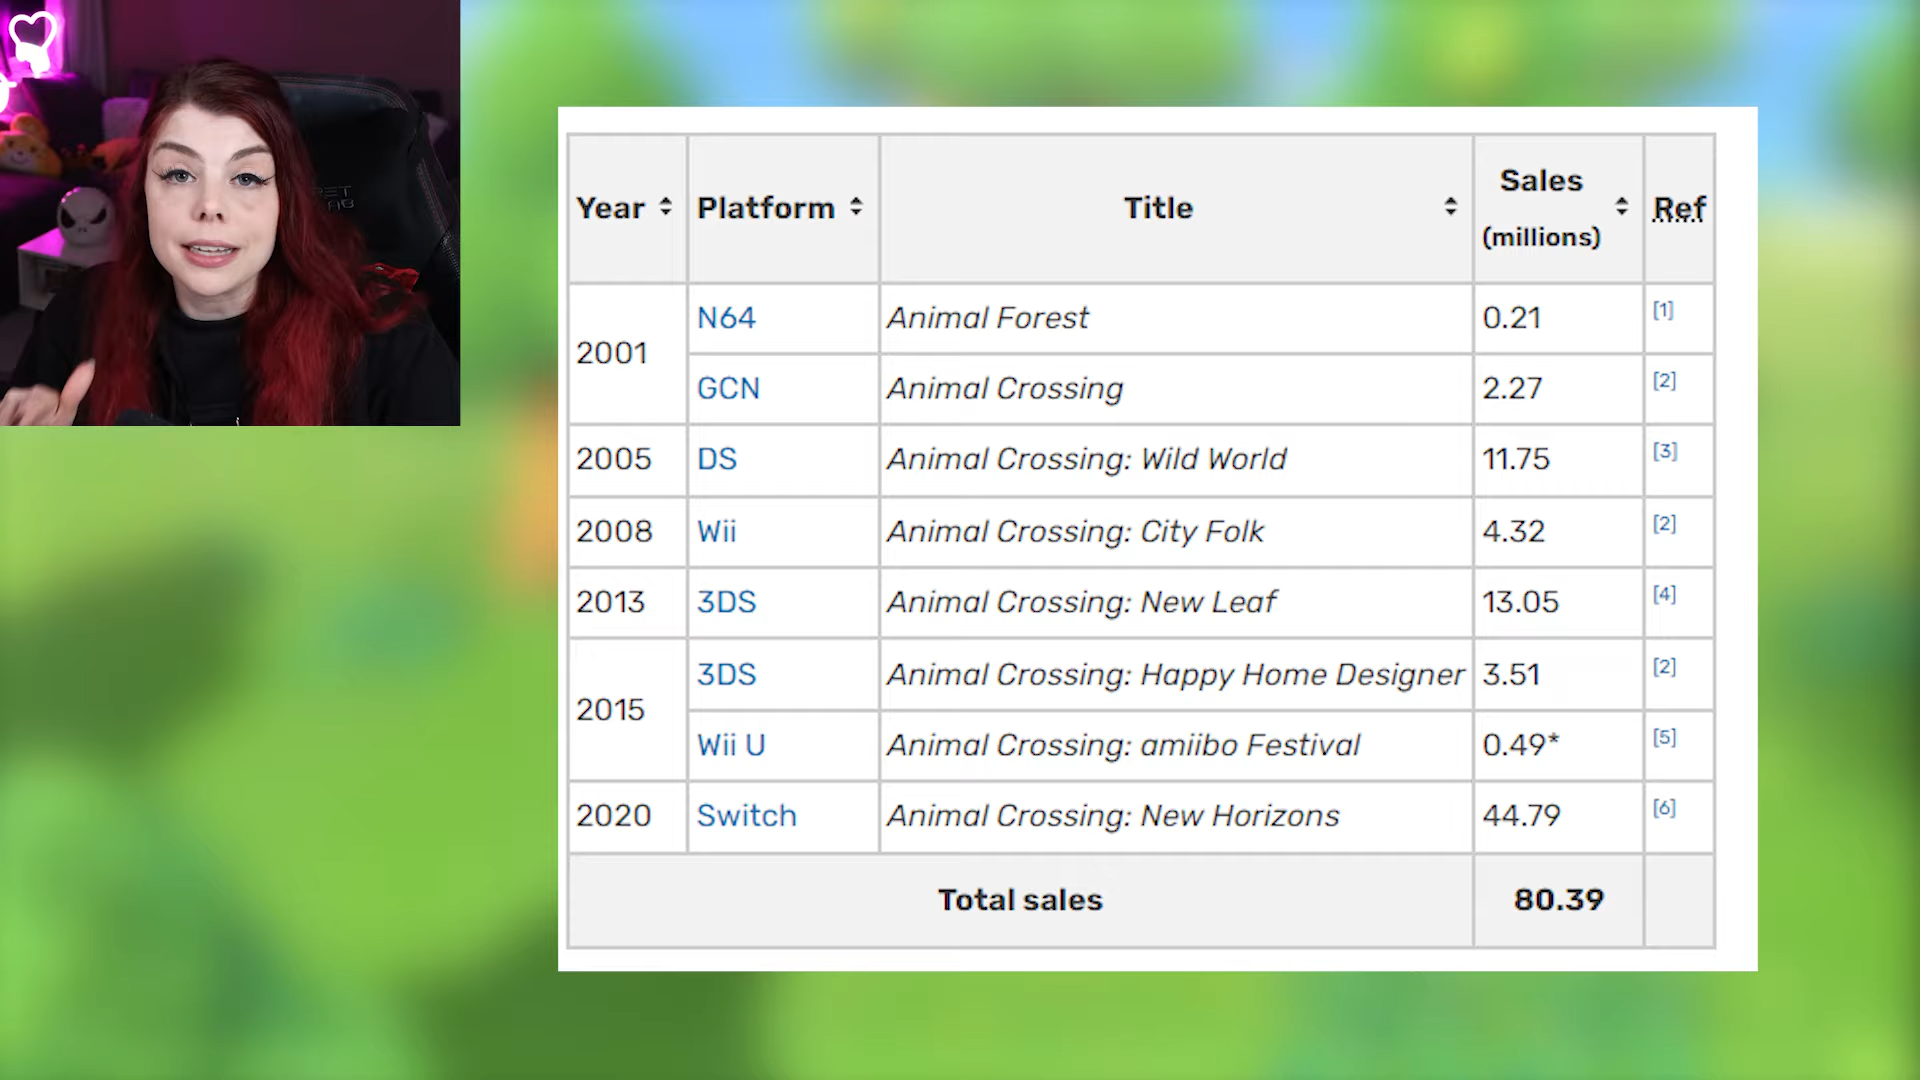 Year Platform Title Sales (millions) Ref
2001 N64 Animal Forest 0.21 [1]
GCN Animal Crossing 2.27 [2]
2005 DS Animal Crossing: Wild World 11.75 [3]
2008 Wii Animal Crossing: City Folk 4.32 [2]
2013 3DS Animal Crossing: New Leaf 13.05 [4]
2015 3DS Animal Crossing: Happy Home Designer 3.51 [2]
Wii U Animal Crossing: amiibo Festival 0.49* [5]
2020 Switch Animal Crossing: New Horizons 44.79 [6]
Total sales 80.39